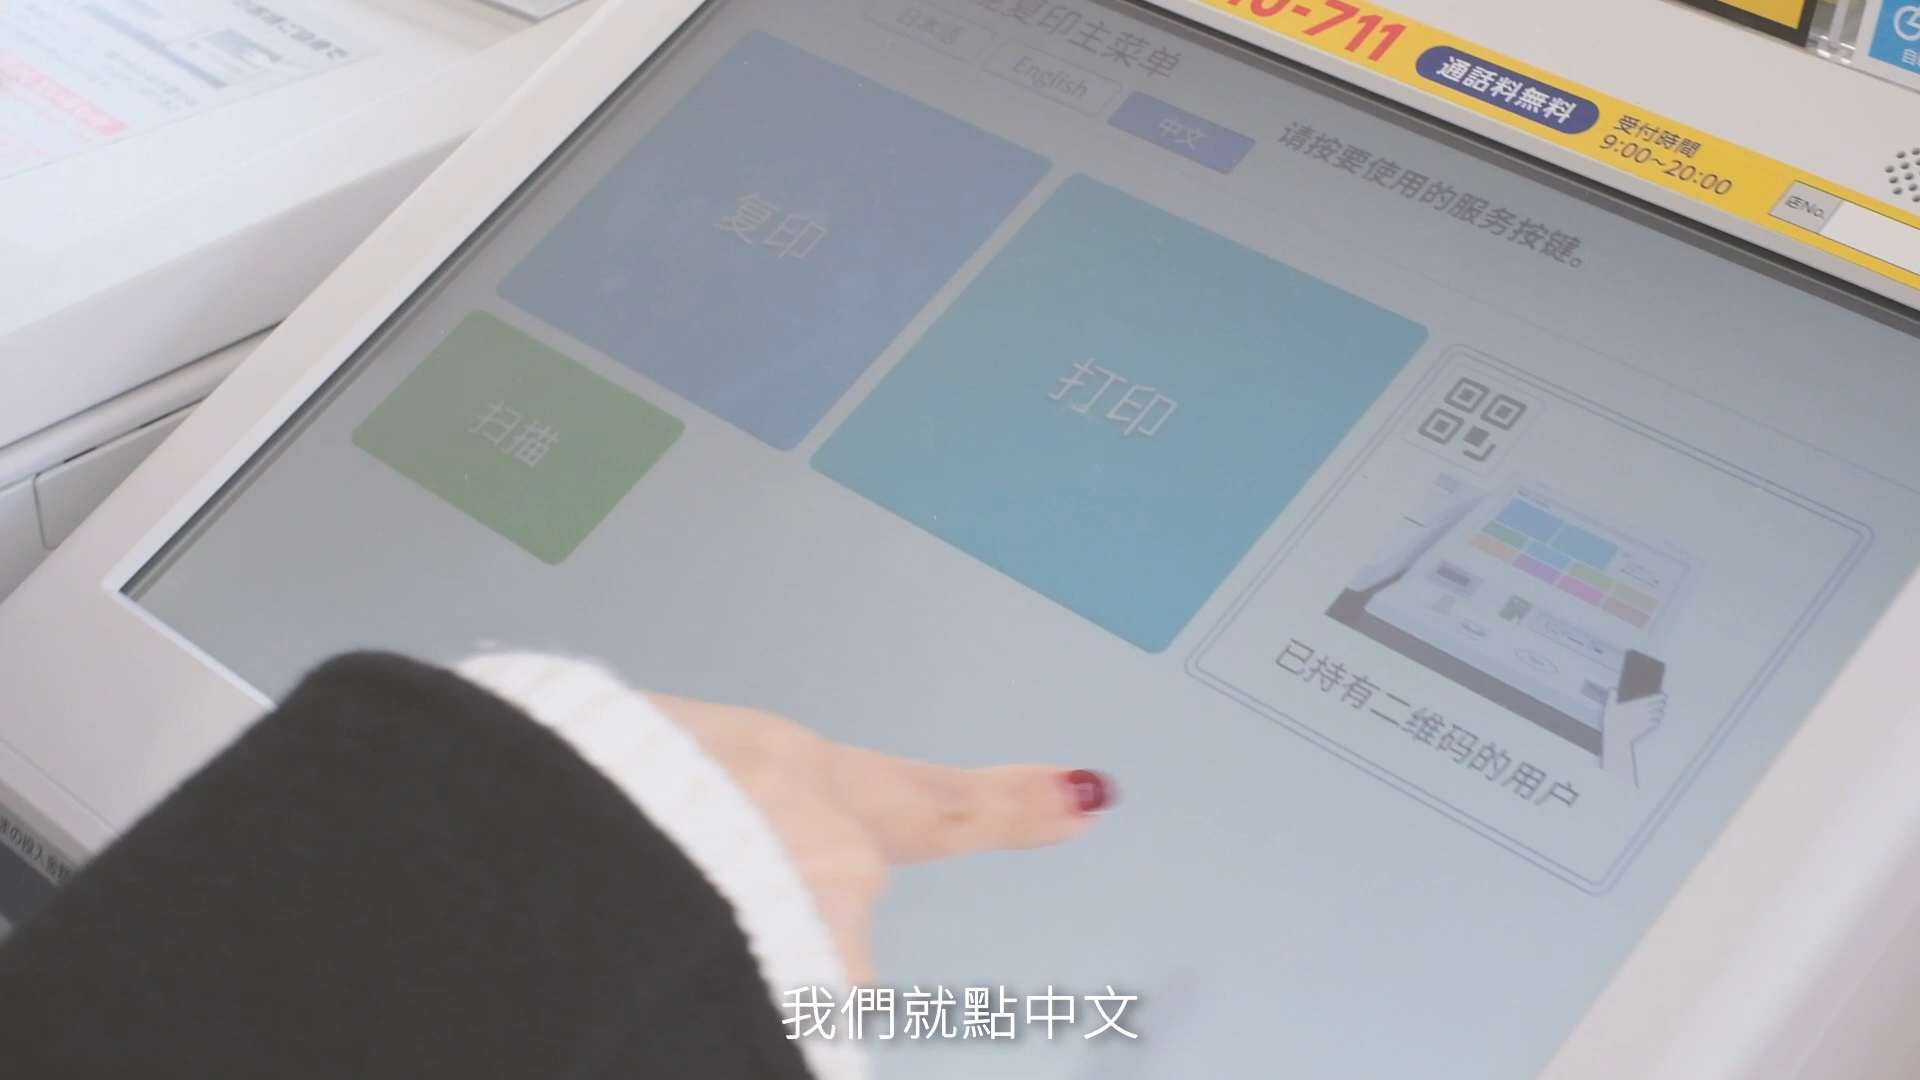 复印主菜单
日本語
English
中文
请按要使用的服务按键。
复印
打印
扫描
已持有二维码的用户
0-711
通話料無料
受付時間
9:00~20:00
店No.
我們就點中文